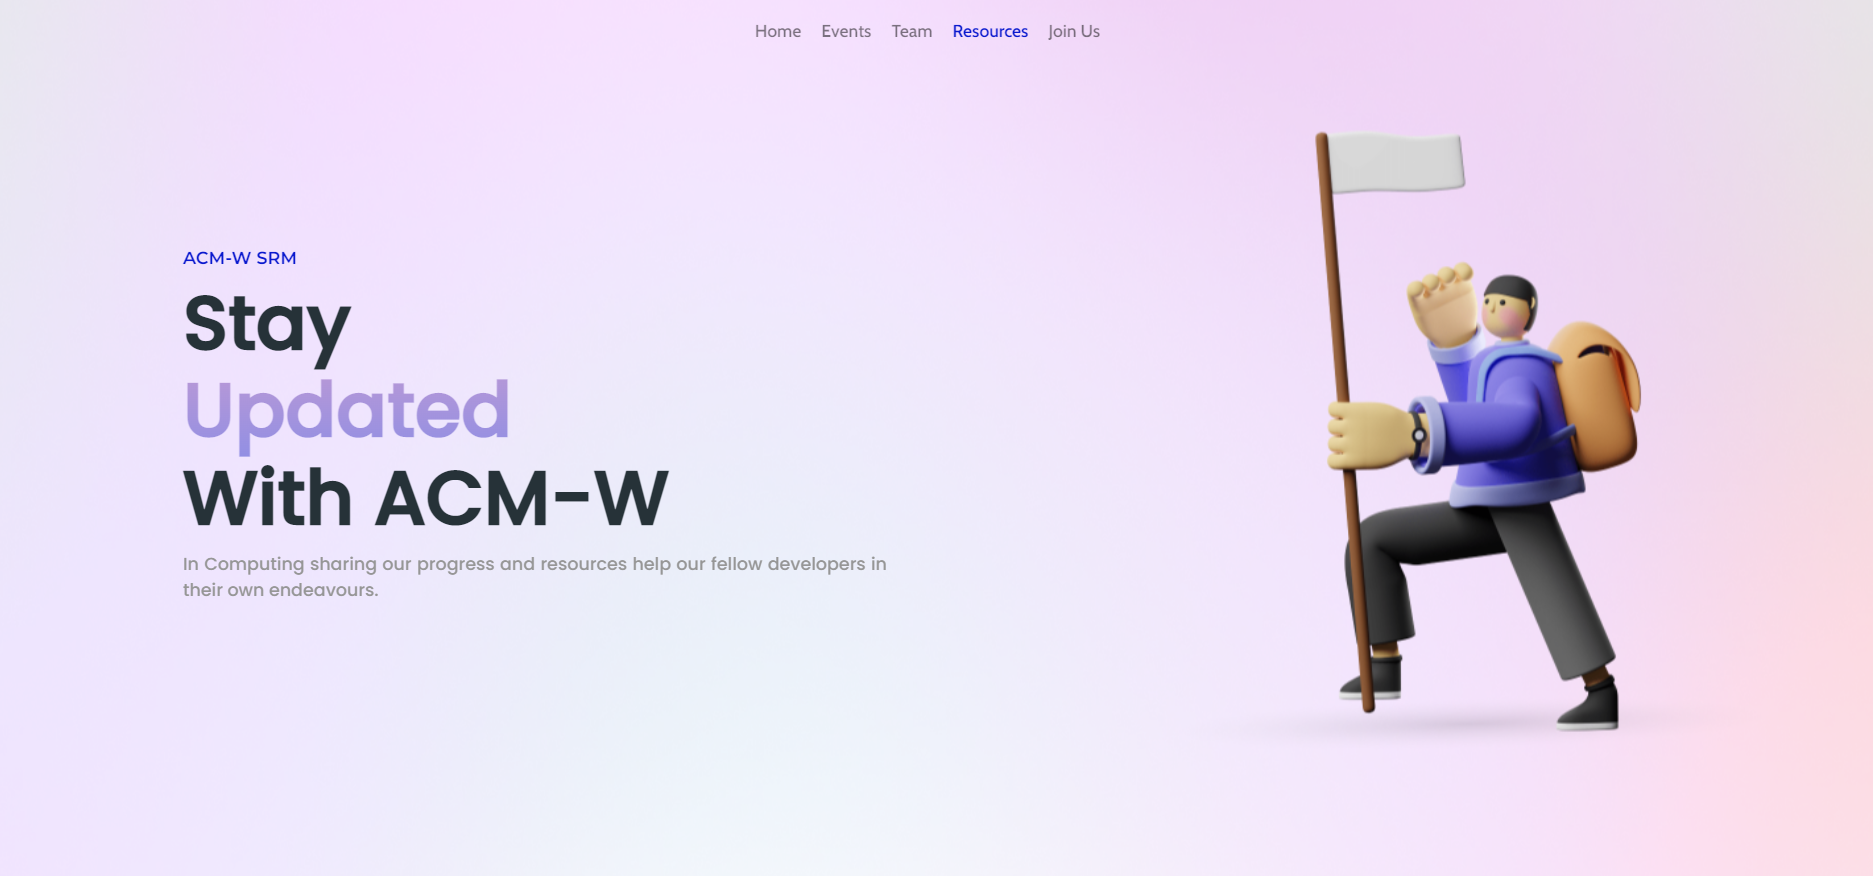 Home Events Team Resources Join Us
ACM-W SRM
Stay
Updated
With ACM-W
In Computing sharing our progress and resources help our fellow developers in
their own endeavours.